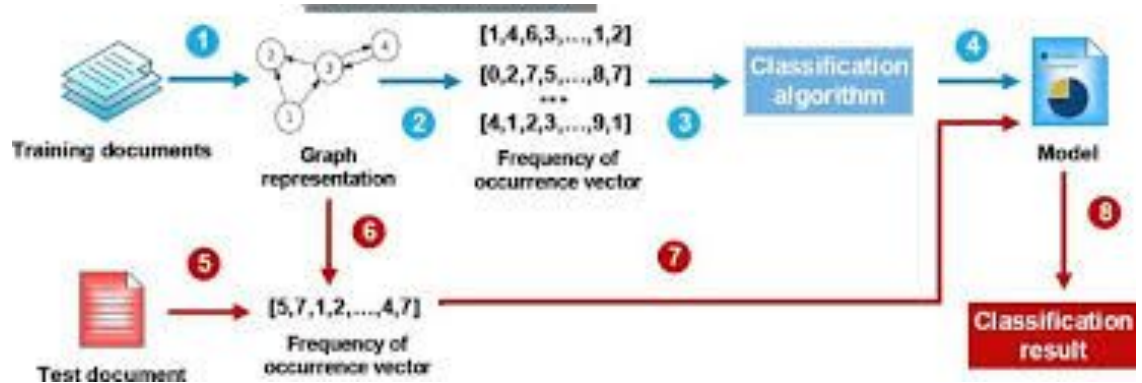 1
4
[1,4,6,3,...,1,2]
2
4
3
[0,2,7,5,...,8,7]
Classification
algorithm
...
1
2
[4,1,2,3,...,9,1]
3
Training documents
Graph
representation
Frequency of
occurrence vector
Model
6
8
5
7
[5,7,1,2,...,4,7]
Classification
result
Frequency of
occurrence vector
Test document